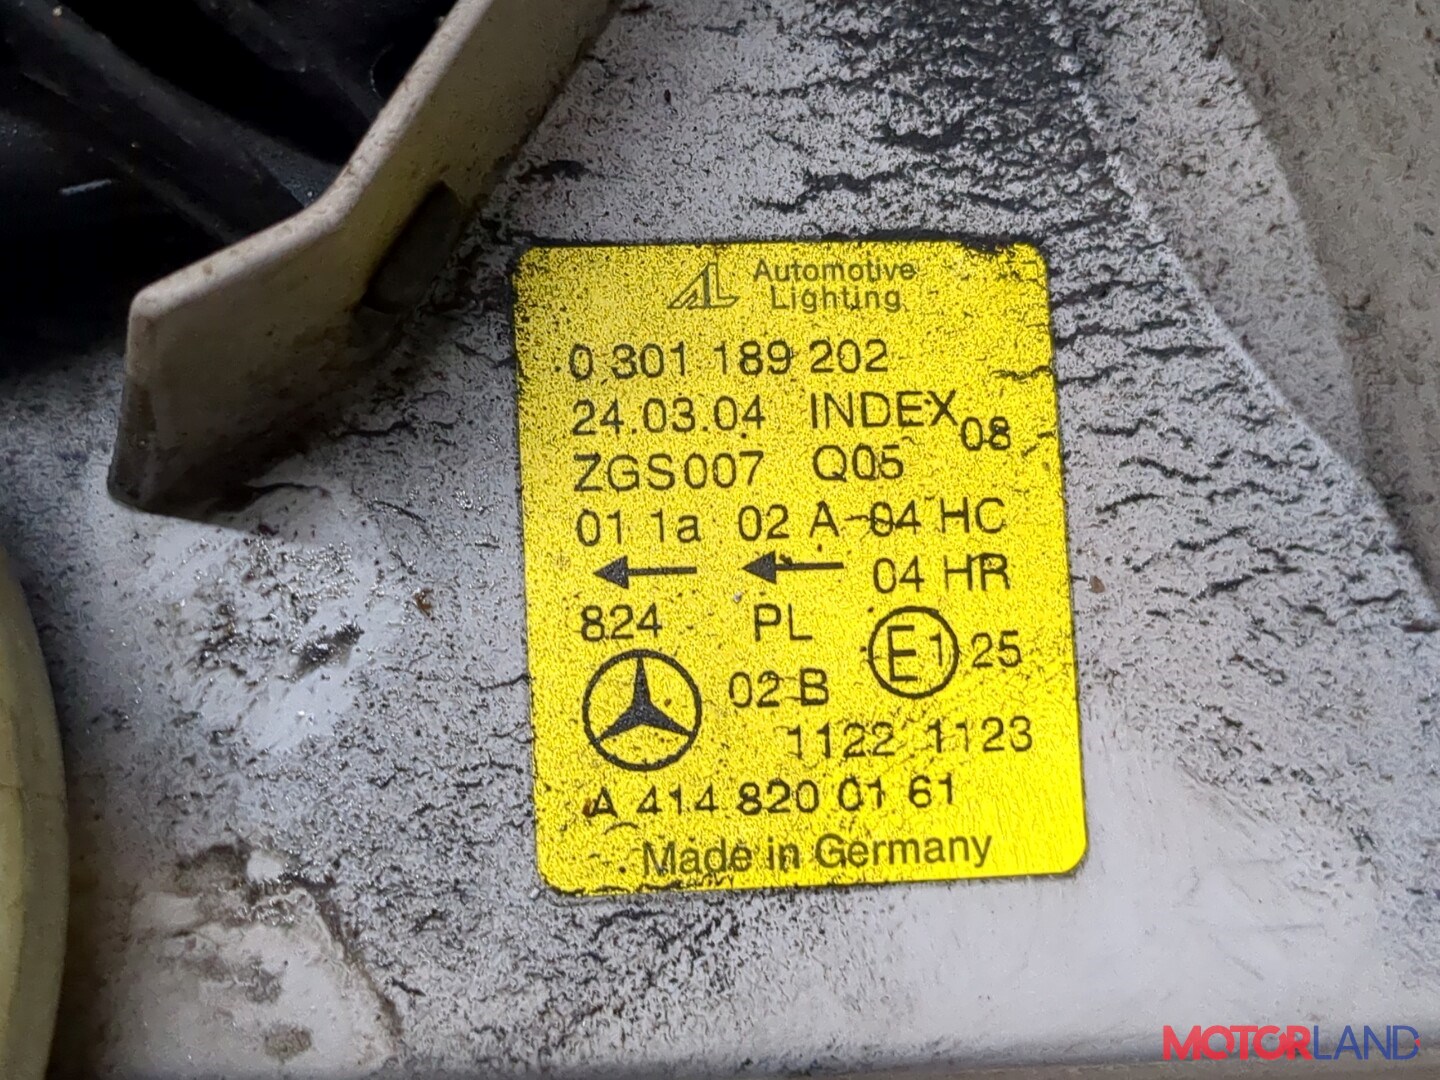 AL Automotive
Lighting
0 301 189 202
24.03.04 INDEX 08
ZGS007 Q05
01 1a 02 A 04 HC
04 HR
824 PL
02 B E1 25
1122 1123
A 414 820 01 61
Made in Germany
MOTORLAND